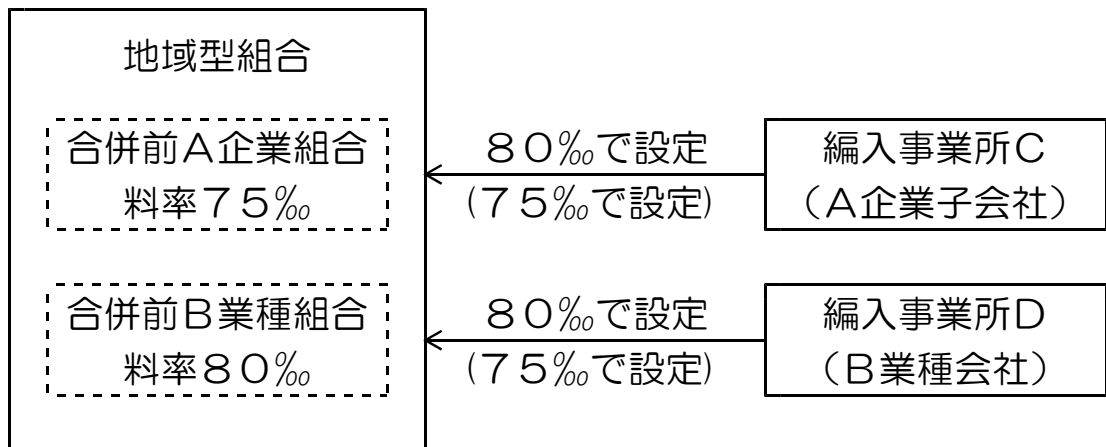 地域型組合
合併前Ａ企業組合
料率７５‰
８０‰で設定
(７５‰で設定)
編入事業所Ｃ
（Ａ企業子会社）
合併前Ｂ業種組合
料率８０‰
８０‰で設定
(７５‰で設定)
編入事業所Ｄ
（Ｂ業種会社）